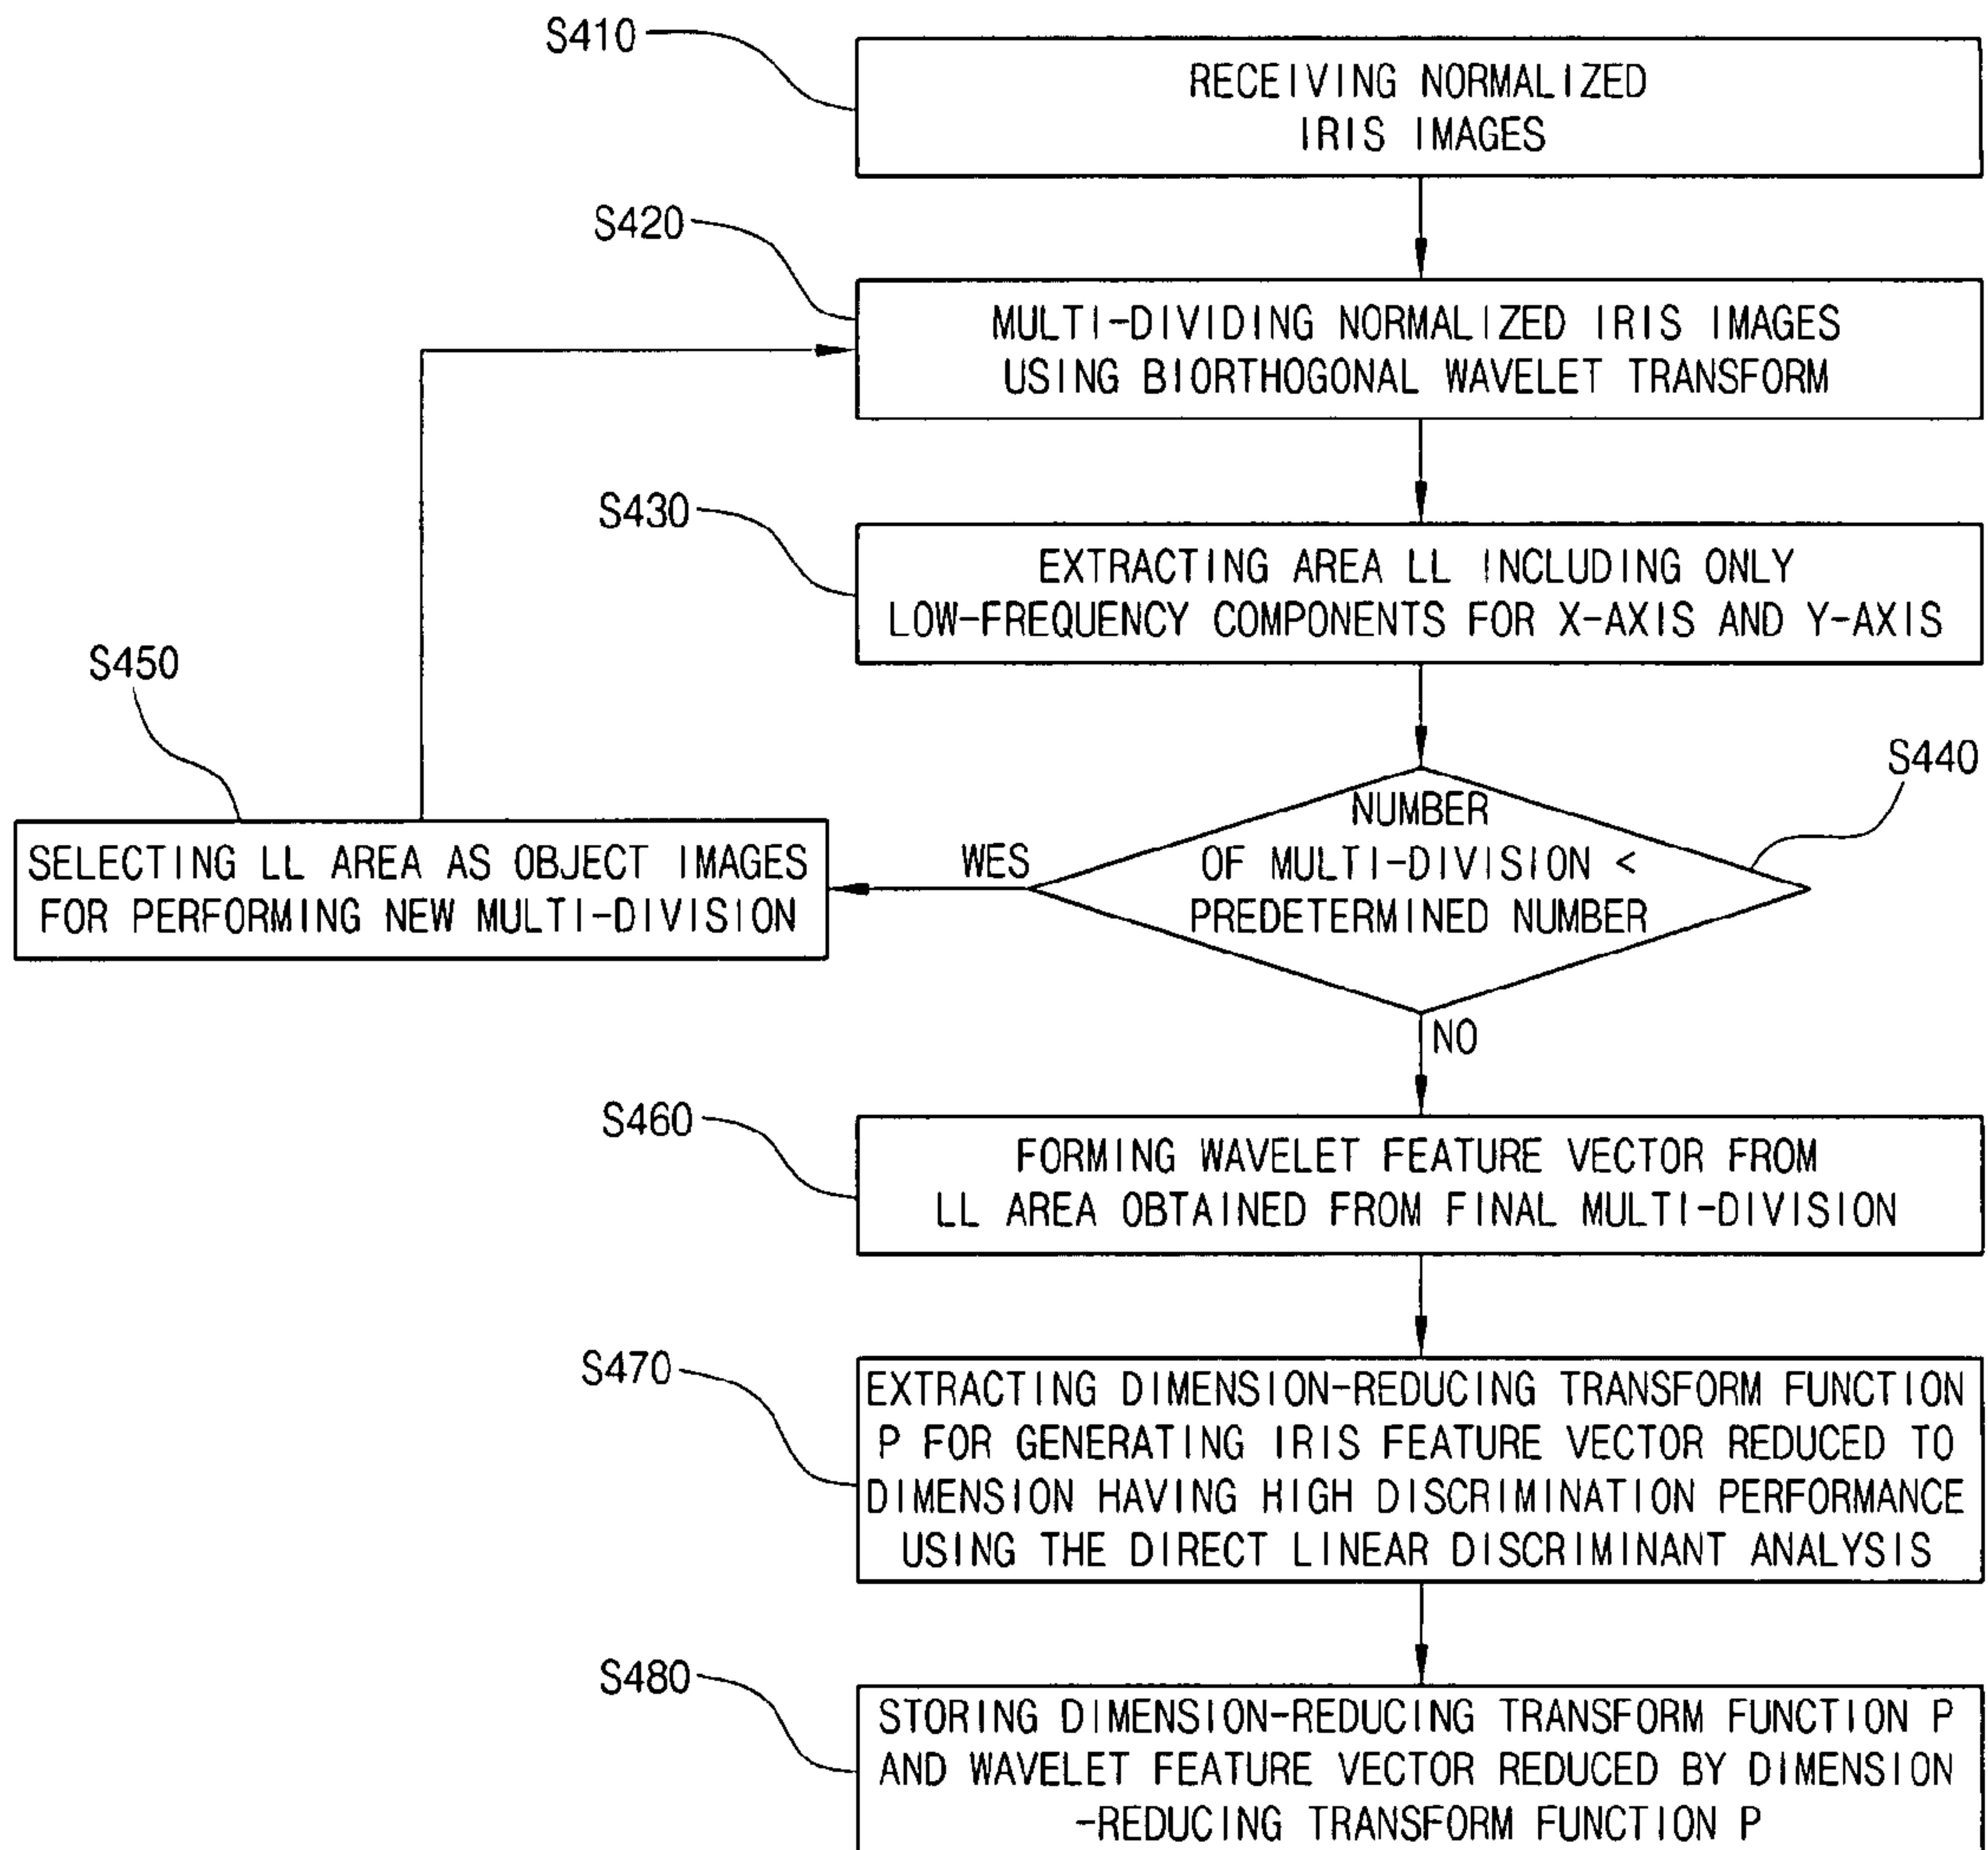 S410
RECEIVING NORMALIZED
IRIS IMAGES
S420
MULTI-DIVIDING NORMALIZED IRIS IMAGES
USING BIORTHOGONAL WAVELET TRANSFORM
S430
EXTRACTING AREA LL INCLUDING ONLY
LOW-FREQUENCY COMPONENTS FOR X-AXIS AND Y-AXIS
S440
NUMBER
OF MULTI-DIVISION <
PREDETERMINED NUMBER
WES
S450
SELECTING LL AREA AS OBJECT IMAGES
FOR PERFORMING NEW MULTI-DIVISION
NO
S460
FORMING WAVELET FEATURE VECTOR FROM
LL AREA OBTAINED FROM FINAL MULTI-DIVISION
S470
EXTRACTING DIMENSION-REDUCING TRANSFORM FUNCTION
P FOR GENERATING IRIS FEATURE VECTOR REDUCED TO
DIMENSION HAVING HIGH DISCRIMINATION PERFORMANCE
USING THE DIRECT LINEAR DISCRIMINANT ANALYSIS
S480
STORING DIMENSION-REDUCING TRANSFORM FUNCTION P
AND WAVELET FEATURE VECTOR REDUCED BY DIMENSION
-REDUCING TRANSFORM FUNCTION P